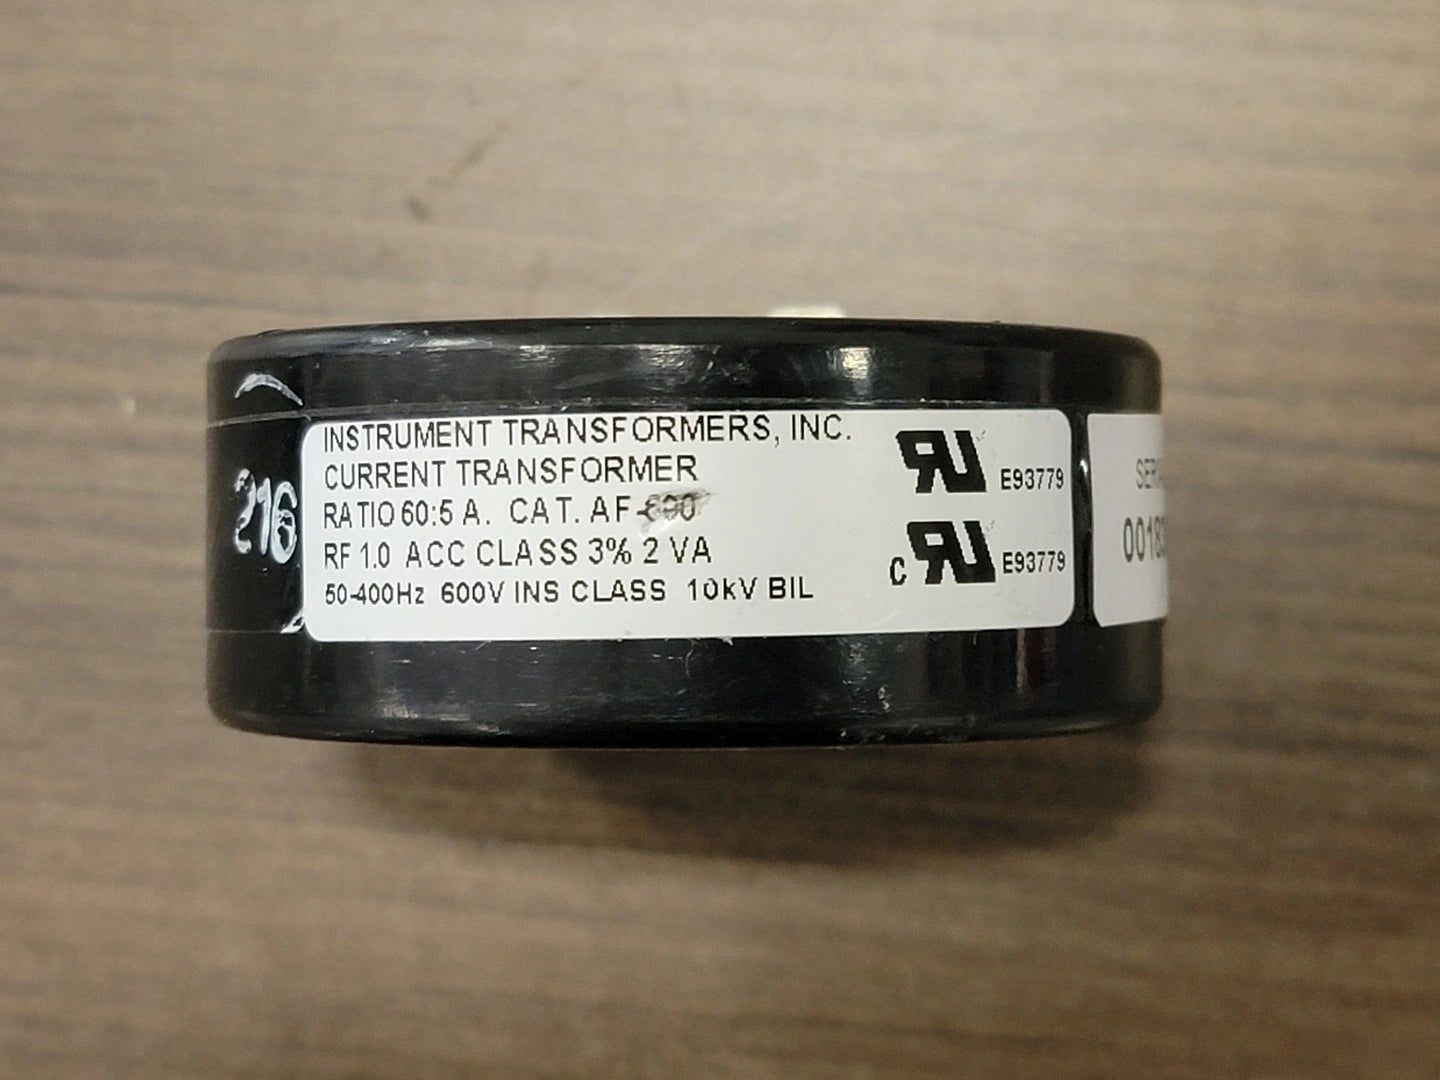 INSTRUMENT TRANSFORMERS, INC.
CURRENT TRANSFORMER
RATIO 60:5 A. CAT. AF-
RF 1.0 ACC CLASS 3% 2 VA
50-400Hz 600V INS CLASS 10kV BIL
E93779
C E93779
216